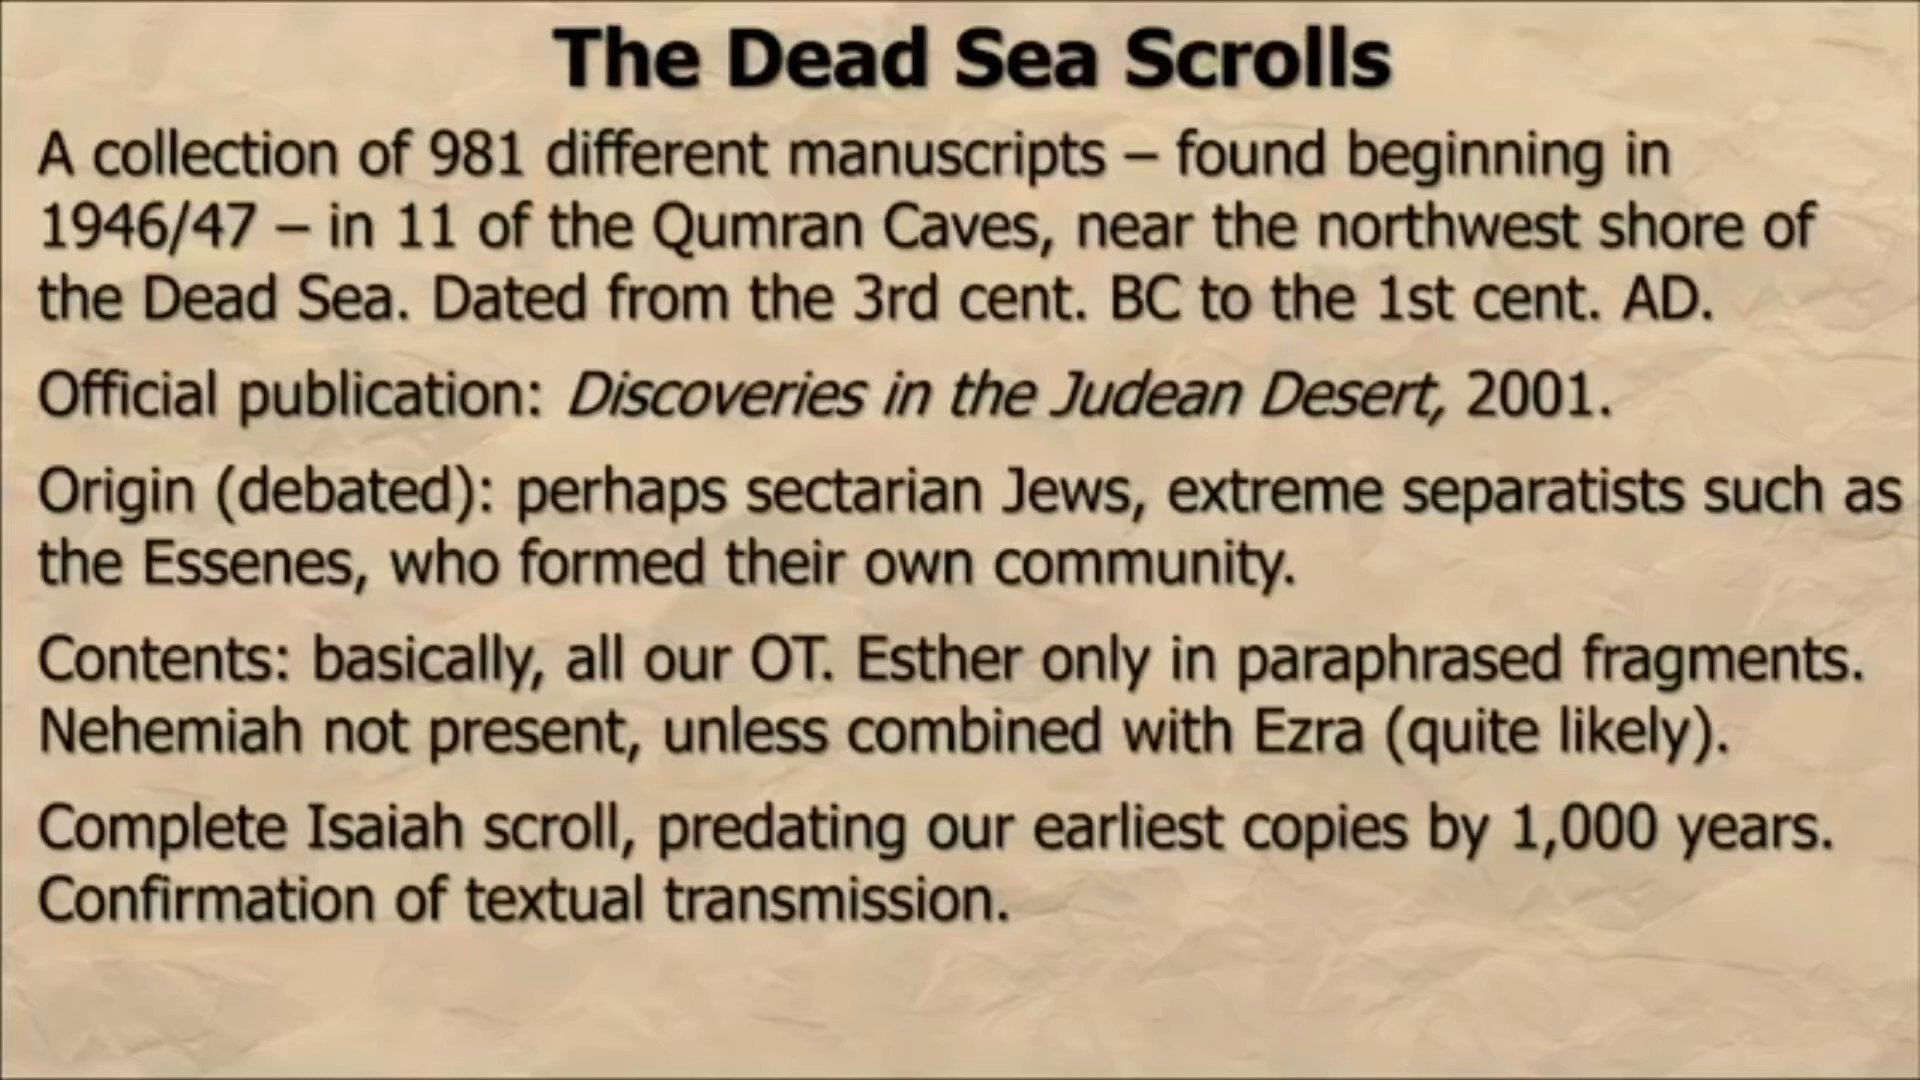 The Dead Sea Scrolls
A collection of 981 different manuscripts – found beginning in
1946/47 – in 11 of the Qumran Caves, near the northwest shore of
the Dead Sea. Dated from the 3rd cent. BC to the 1st cent. AD.
Official publication: Discoveries in the Judean Desert, 2001.
Origin (debated): perhaps sectarian Jews, extreme separatists such as
the Essenes, who formed their own community.
Contents: basically, all our OT. Esther only in paraphrased fragments.
Nehemiah not present, unless combined with Ezra (quite likely).
Complete Isaiah scroll, predating our earliest copies by 1,000 years.
Confirmation of textual transmission.